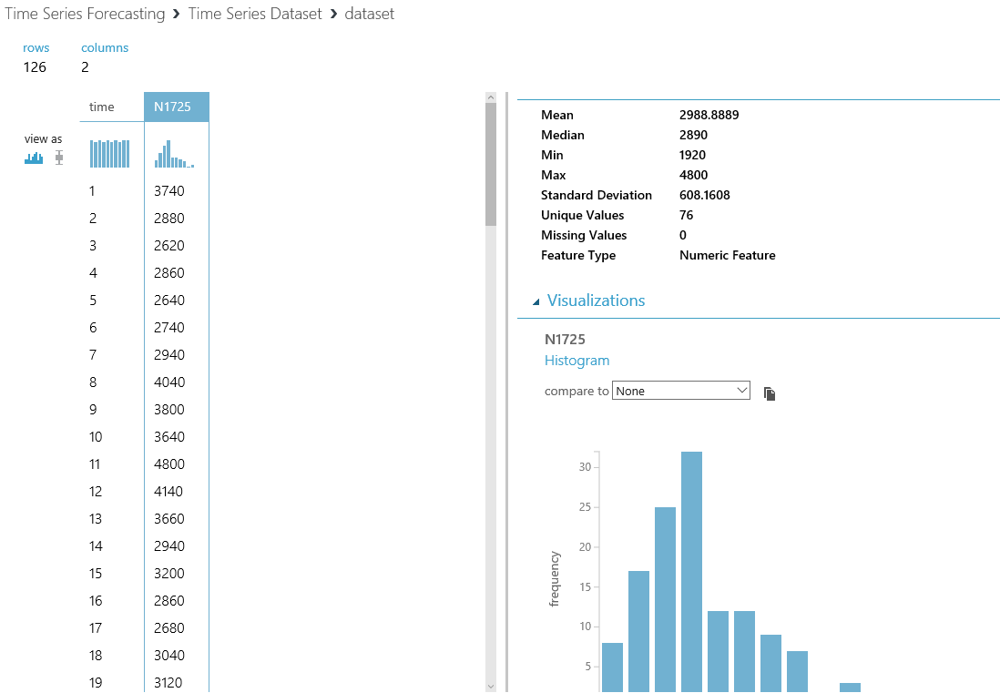 Time Series Forecasting › Time Series Dataset › dataset
rows columns
126 2
time N1725
view as
1 3740
2 2880
3 2620
4 2860
5 2640
6 2740
7 2940
8 4040
9 3800
10 3640
11 4800
12 4140
13 3660
14 2940
15 3200
16 2860
17 2680
18 3040
19 3120
Mean 2988.8889
Median 2890
Min 1920
Max 4800
Standard Deviation 608.1608
Unique Values 76
Missing Values 0
Feature Type Numeric Feature
Visualizations
N1725
Histogram
compare to None
30
25
20
15
10
5
frequency